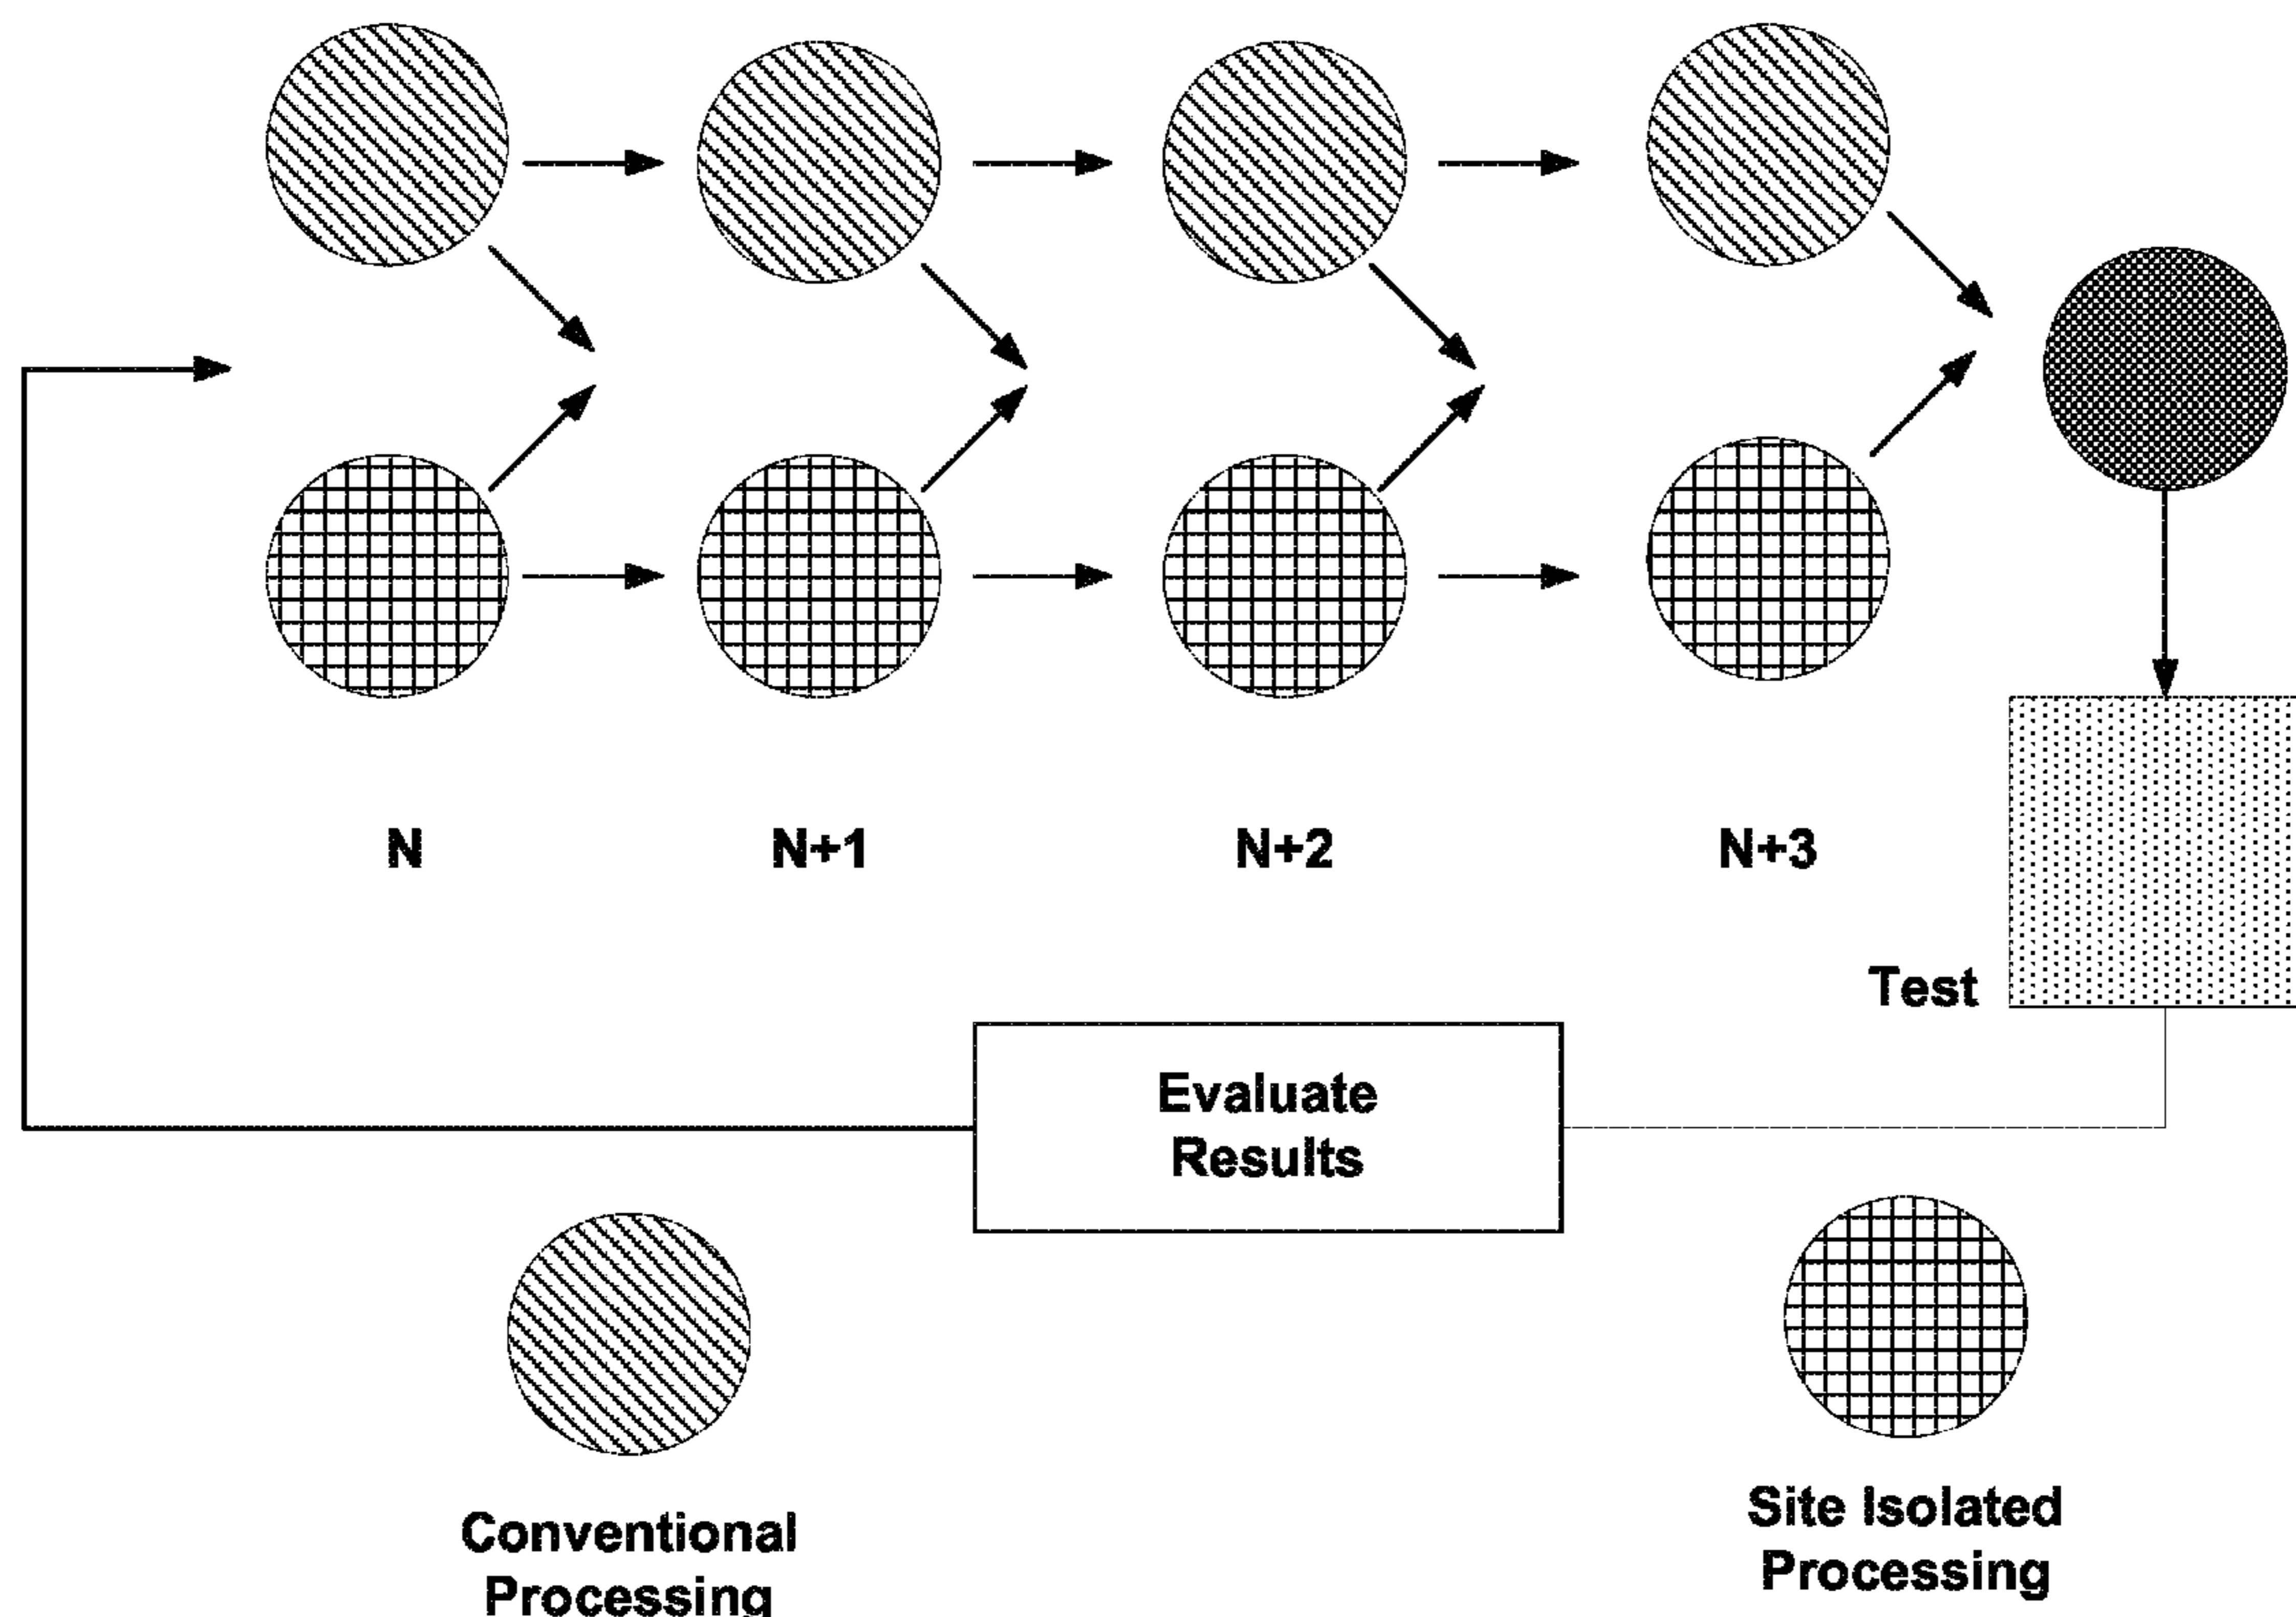 N
N+1
N+2
N+3
Test
Evaluate
Results
Conventional
Processing
Site Isolated
Processing